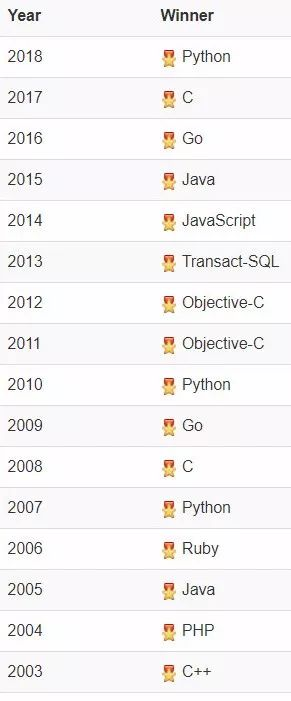 Year Winner
2018 Python
2017 C
2016 Go
2015 Java
2014 JavaScript
2013 Transact-SQL
2012 Objective-C
2011 Objective-C
2010 Python
2009 Go
2008 C
2007 Python
2006 Ruby
2005 Java
2004 PHP
2003 C++